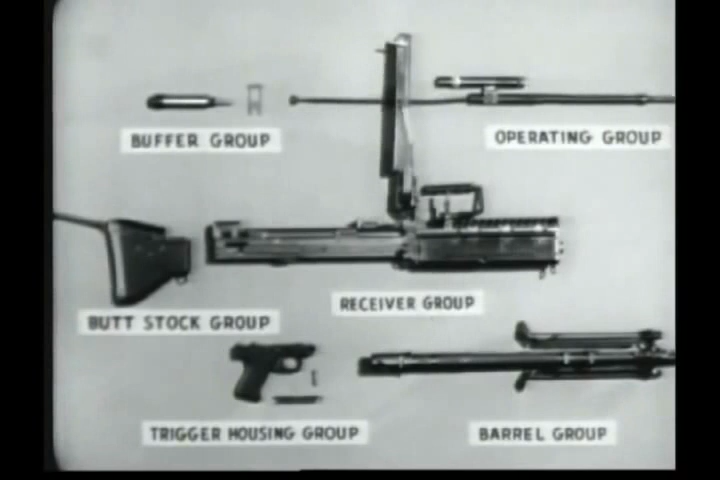 BUFFER GROUP
OPERATING GROUP
RECEIVER GROUP
BUTT STOCK GROUP
TRIGGER HOUSING GROUP
BARREL GROUP